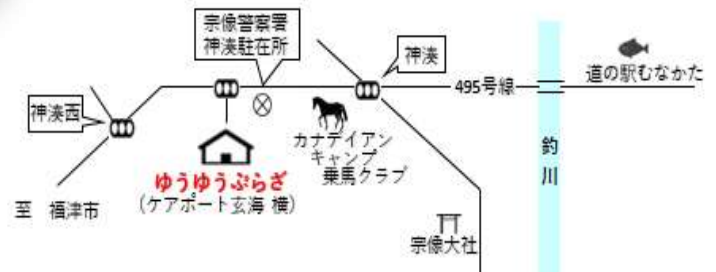 宗像警察署
神湊駐在所
神湊
495号線
道の駅むなかた
神湊西
カナデイアン
キャンプ
乗馬クラブ
釣川
ゆうゆうぷらざ
(ケアポート玄海 横)
至 福津市
宗像大社